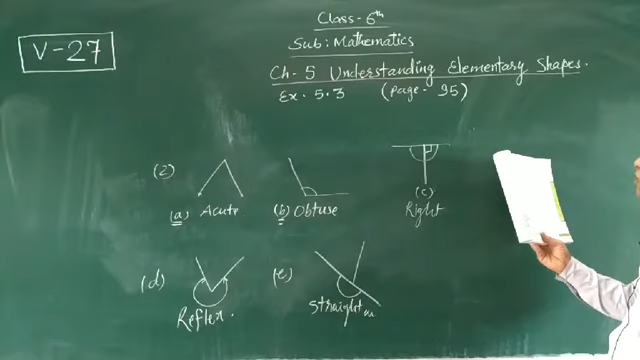 V-27
Class-6th
Sub: Mathematics
Ch-5 Understanding Elementary Shapes.
Ex. 5.3 (page- 95)
(2)
(a) Acute
(b) Obtuse
(c)
Right
(d)
Reflex.
(e)
Straight